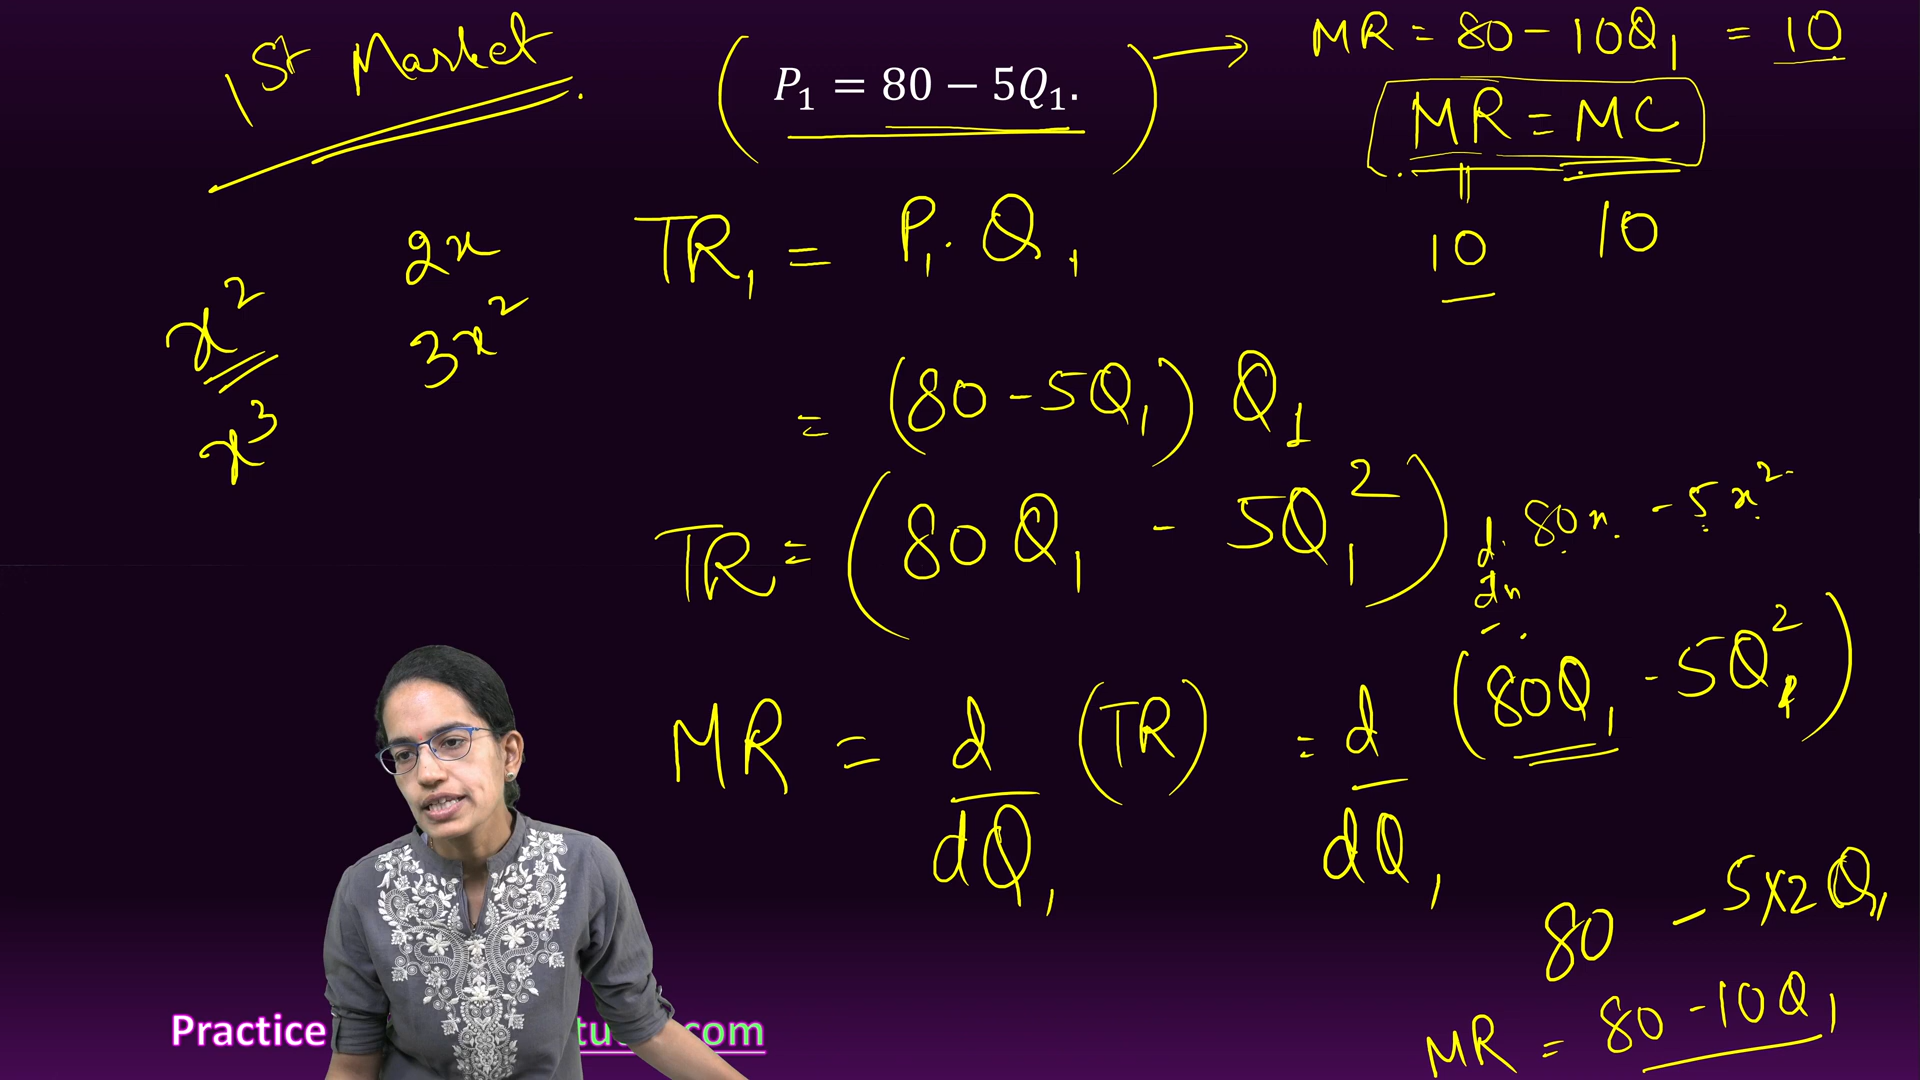 1st Market
P₁ = 80 − 5Q₁.
MR = 80 − 10Q₁ = 10
MR = MC
10 10
TR₁ = P₁. Q₁
x² 2x
x³ 3x²
= (80 − 5Q₁) Q₁
TR = (80Q₁ − 5Q₁²)
d/dx 80x − 5x²
MR = d/dQ₁ (TR) = d/dQ₁ (80Q₁ − 5Q₁²)
80 − 5×2Q₁
MR = 80 − 10Q₁
Practice .com